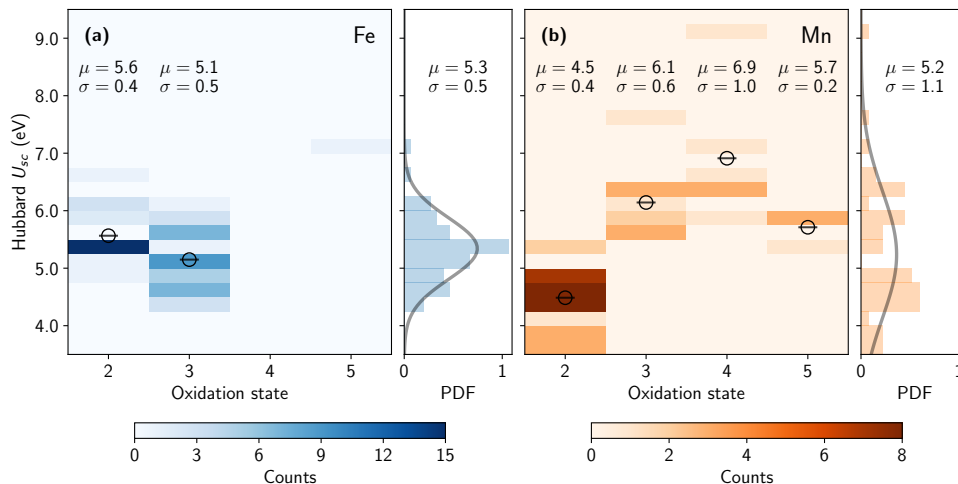 (a) Fe
μ = 5.6 μ = 5.1
σ = 0.4 σ = 0.5
9.0
8.0
7.0
6.0
5.0
4.0
Hubbard U_sc (eV)
2 3 4 5
Oxidation state
μ = 5.3
σ = 0.5
0 1
PDF
(b) Mn
μ = 4.5 μ = 6.1 μ = 6.9 μ = 5.7
σ = 0.4 σ = 0.6 σ = 1.0 σ = 0.2
2 3 4 5
Oxidation state
μ = 5.2
σ = 1.1
0 1
PDF
0 3 6 9 12 15
Counts
0 2 4 6 8
Counts